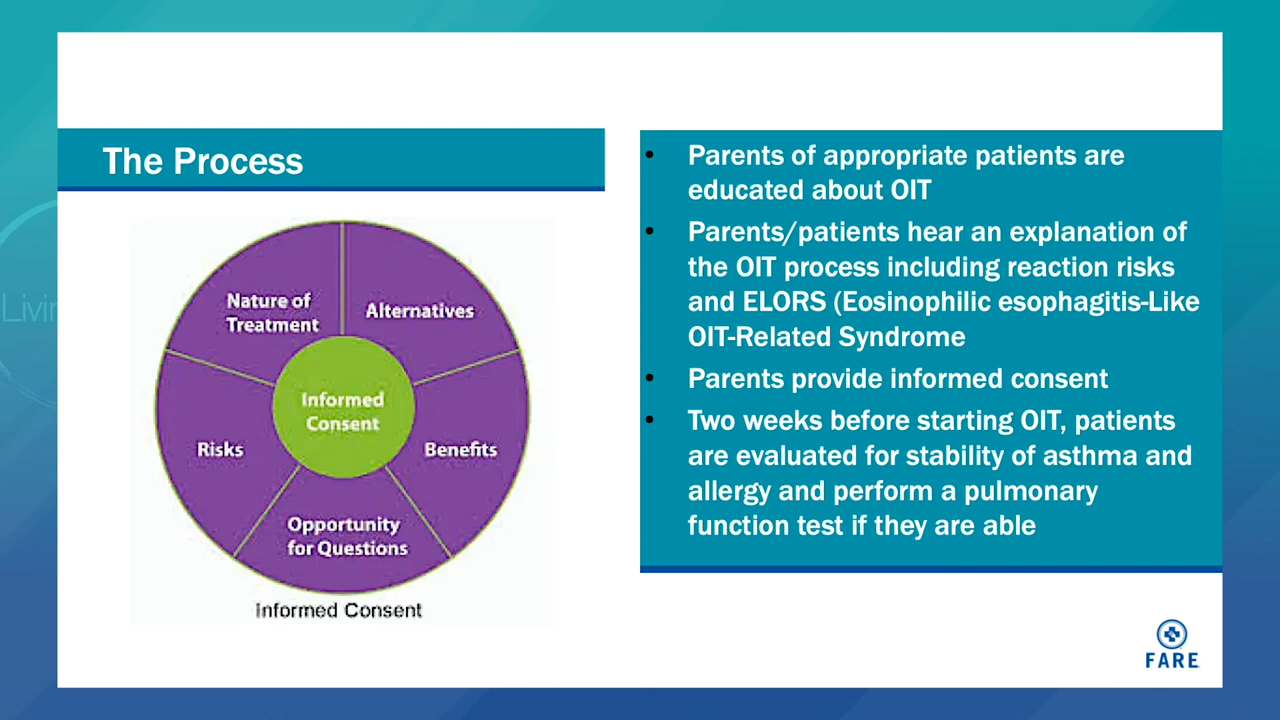 The Process
Nature of
Treatment
Alternatives
Informed
Consent
Risks
Benefits
Opportunity
for Questions
Informed Consent
• Parents of appropriate patients are
educated about OIT
• Parents/patients hear an explanation of
the OIT process including reaction risks
and ELORS (Eosinophilic esophagitis-Like
OIT-Related Syndrome
• Parents provide informed consent
• Two weeks before starting OIT, patients
are evaluated for stability of asthma and
allergy and perform a pulmonary
function test if they are able
FARE